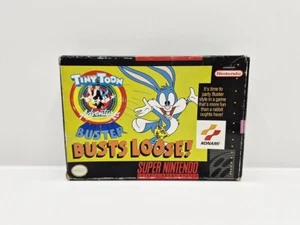 TINY TOON
Adventures
BUSTER
BUSTS LOOSE!
Nintendo
It's time to
party Buster
style in a game
that's more fun
than a rabbit
oughta have!
KONAMI
SUPER NINTENDO